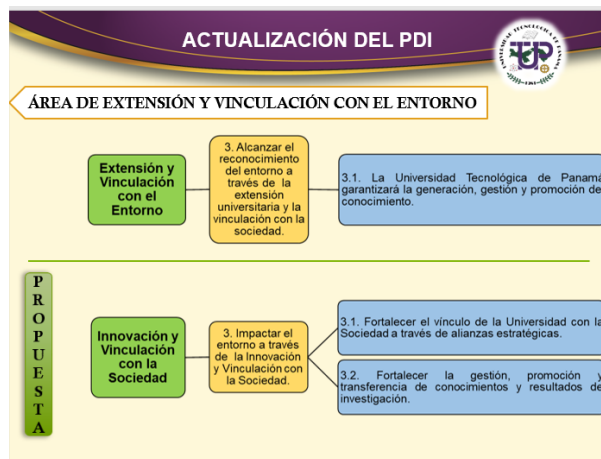 ACTUALIZACIÓN DEL PDI
ÁREA DE EXTENSIÓN Y VINCULACIÓN CON EL ENTORNO
Extensión y
Vinculación
con el
Entorno
3. Alcanzar el
reconocimiento
del entorno a
través de la
extensión
universitaria y la
vinculación con la
sociedad.
3.1. La Universidad Tecnológica de Panamá
garantizará la generación, gestión y promoción de
conocimiento.
PROPUESTA
Innovación y
Vinculación
con la
Sociedad
3. Impactar el
entorno a través
de la Innovación
y Vinculación con
la Sociedad.
3.1. Fortalecer el vínculo de la Universidad con la
Sociedad a través de alianzas estratégicas.
3.2. Fortalecer la gestión, promoción y
transferencia de conocimientos y resultados de
investigación.